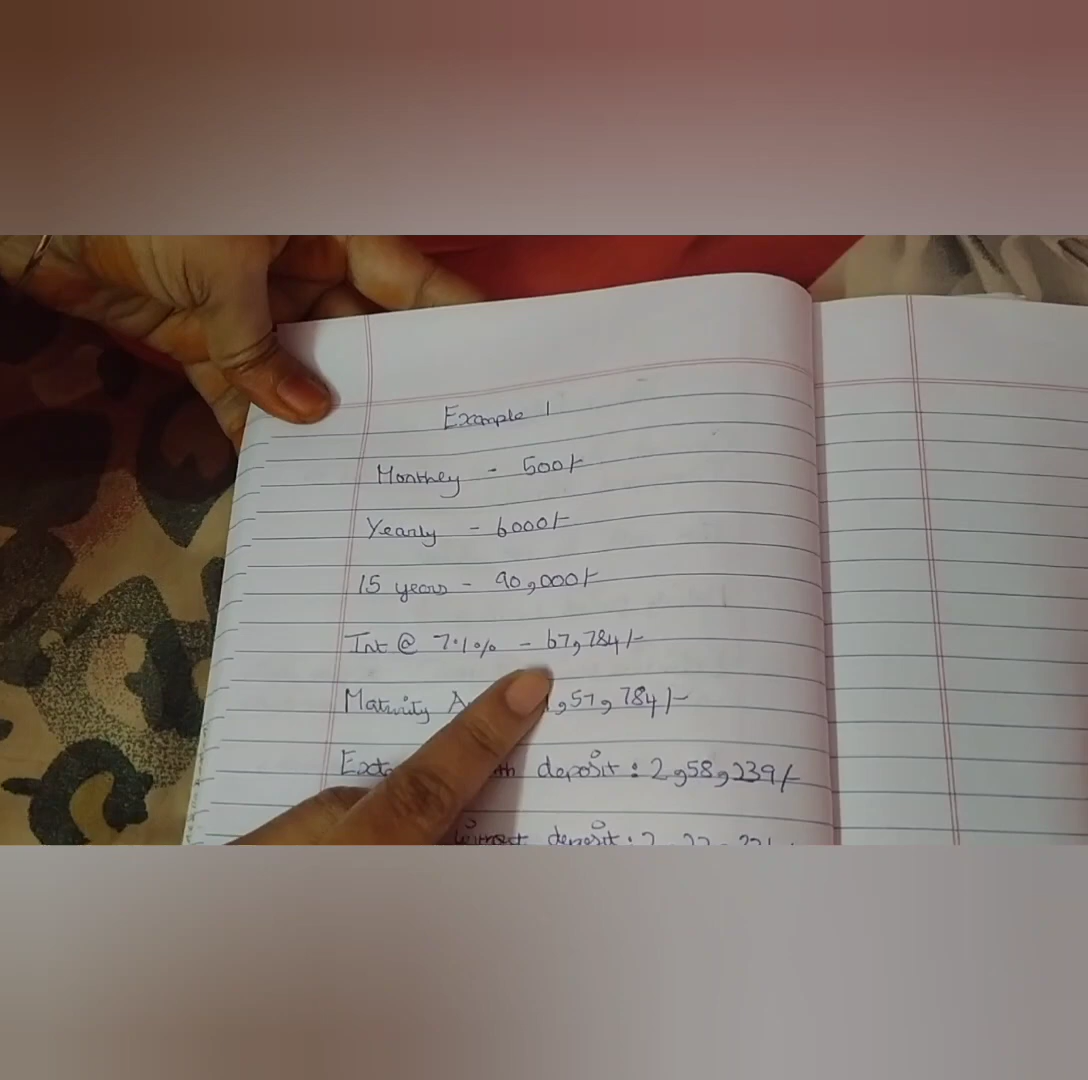 Example 1
Monthly - 500/-
Yearly - 6000/-
15 years - 90,000/-
Int @ 7.1% - 67,784/-
Maturity ,57,784/-
deposit : 2,58,239/-
deposit :